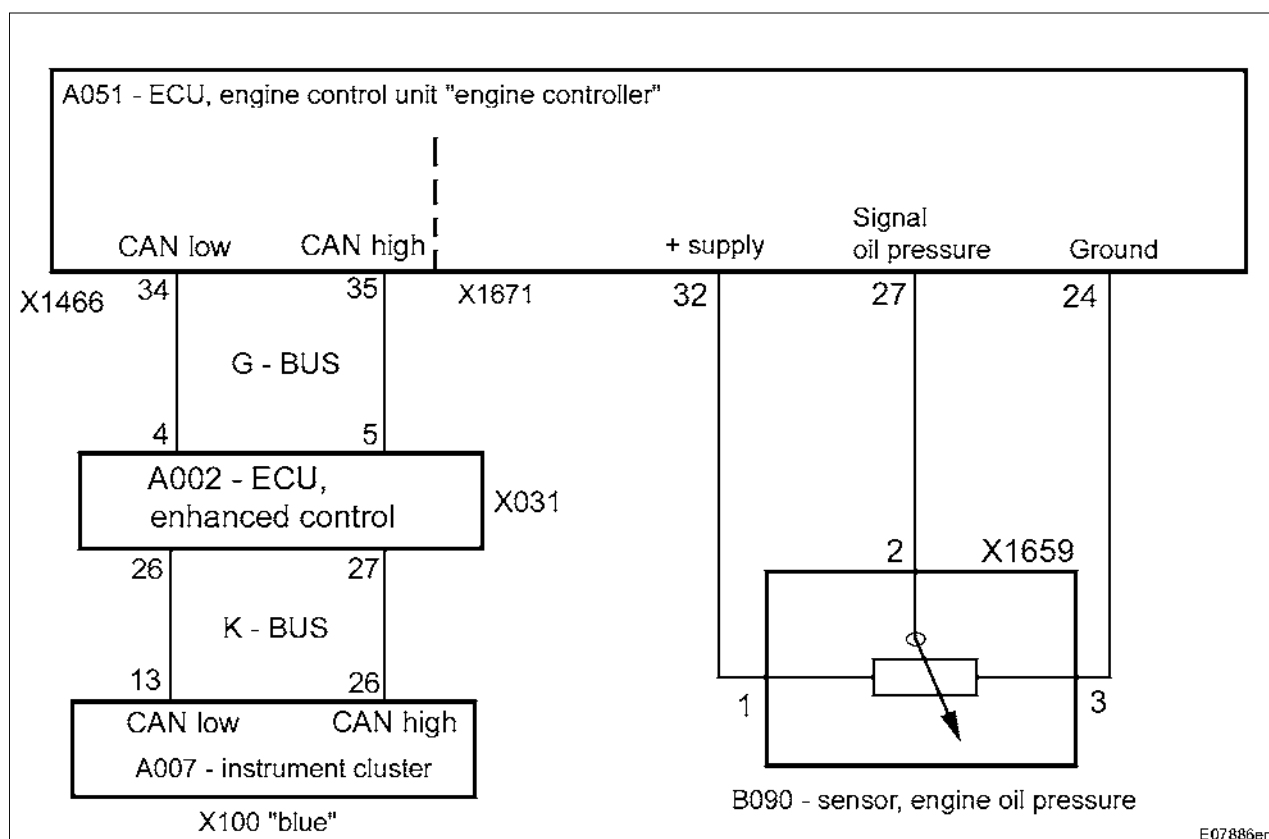 A051 - ECU, engine control unit "engine controller"
CAN low
CAN high
+ supply
Signal
oil pressure
Ground
X1466
34
35
X1671
32
27
24
G - BUS
4
5
A002 - ECU,
enhanced control
X031
26
27
K - BUS
13
26
CAN low
CAN high
A007 - instrument cluster
X100 "blue"
2
X1659
1
3
B090 - sensor, engine oil pressure
E07886en